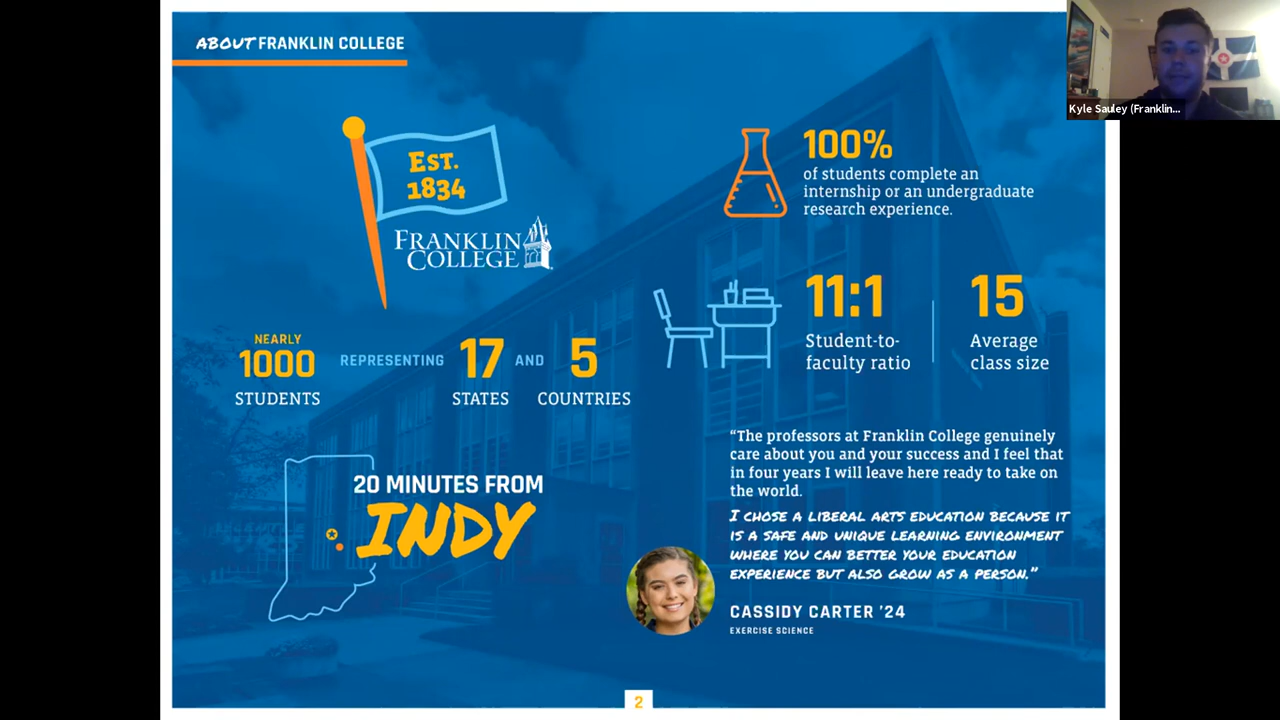 ABOUT FRANKLIN COLLEGE
EST.
1834
FRANKLIN
COLLEGE
NEARLY
1000
STUDENTS
REPRESENTING
17
STATES
AND
5
COUNTRIES
20 MINUTES FROM
INDY
100%
of students complete an
internship or an undergraduate
research experience.
11:1
Student-to-
faculty ratio
15
Average
class size
“The professors at Franklin College genuinely
care about you and your success and I feel that
in four years I will leave here ready to take on
the world.
I CHOSE A LIBERAL ARTS EDUCATION BECAUSE IT
IS A SAFE AND UNIQUE LEARNING ENVIRONMENT
WHERE YOU CAN BETTER YOUR EDUCATION
EXPERIENCE BUT ALSO GROW AS A PERSON.”
CASSIDY CARTER ’24
EXERCISE SCIENCE
2
Kyle Sauley (Franklin...